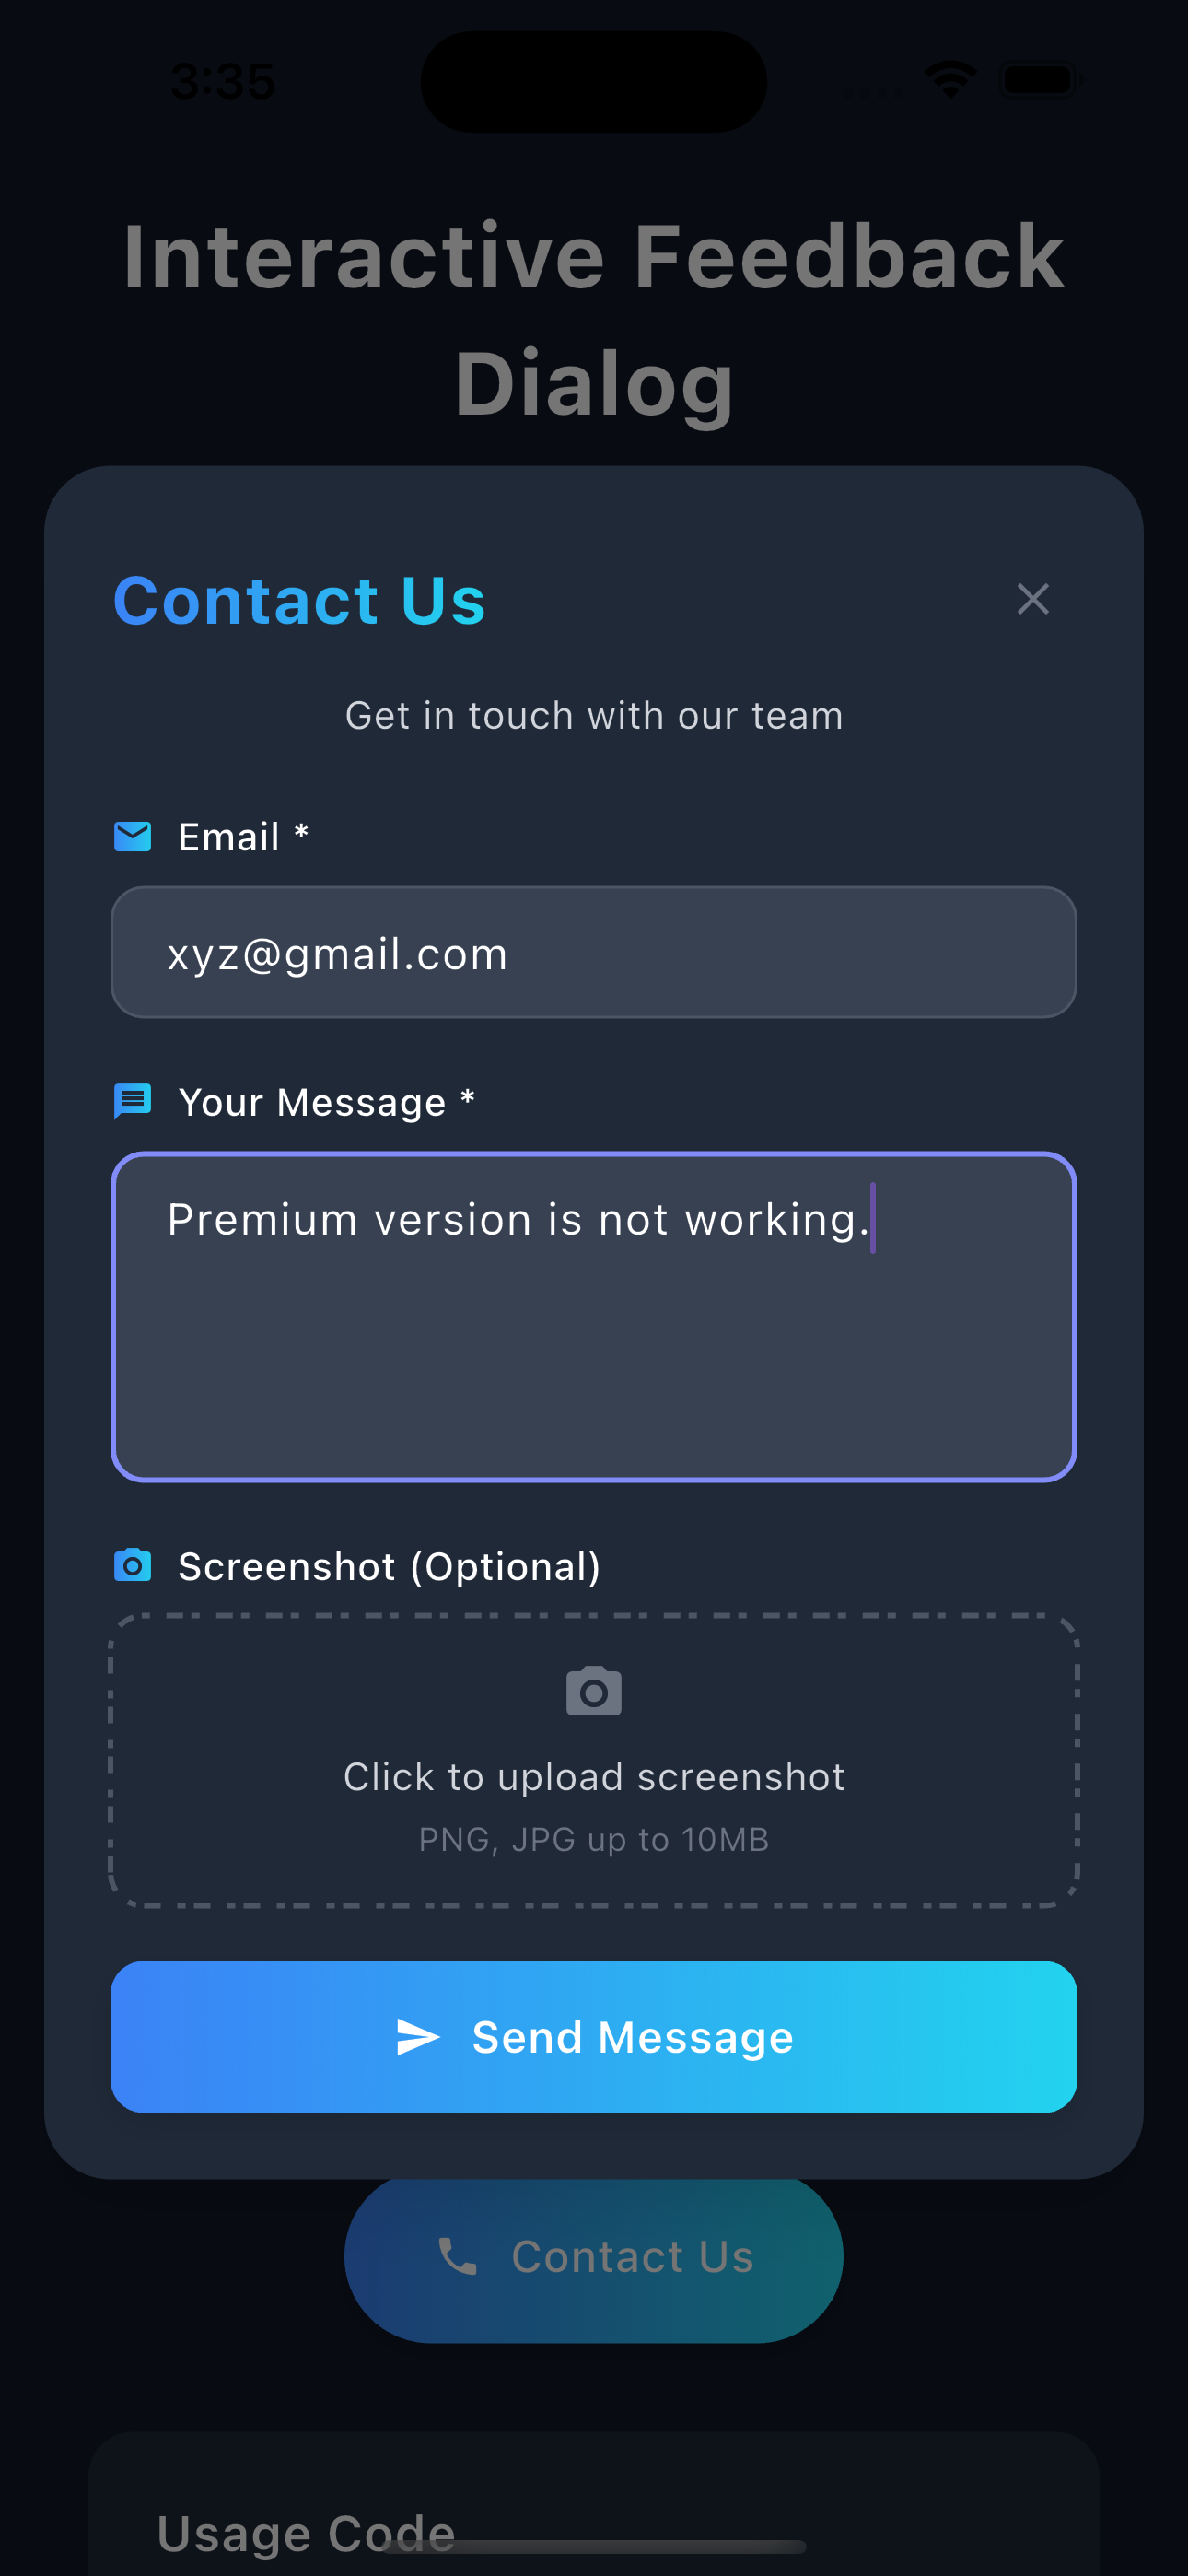 3:35
Interactive Feedback
Dialog
Contact Us
Get in touch with our team
Email *
xyz@gmail.com
Your Message *
Premium version is not working.
Screenshot (Optional)
Click to upload screenshot
PNG, JPG up to 10MB
Send Message
Contact Us
Usage Code